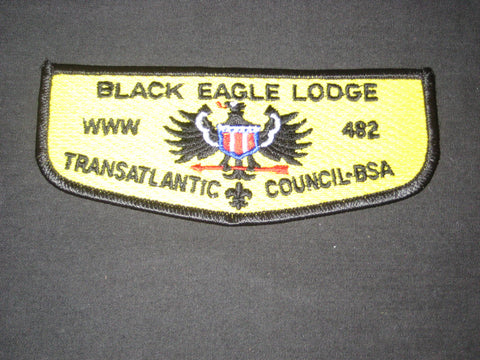 BLACK EAGLE LODGE
WWW 482
TRANSATLANTIC COUNCIL-BSA